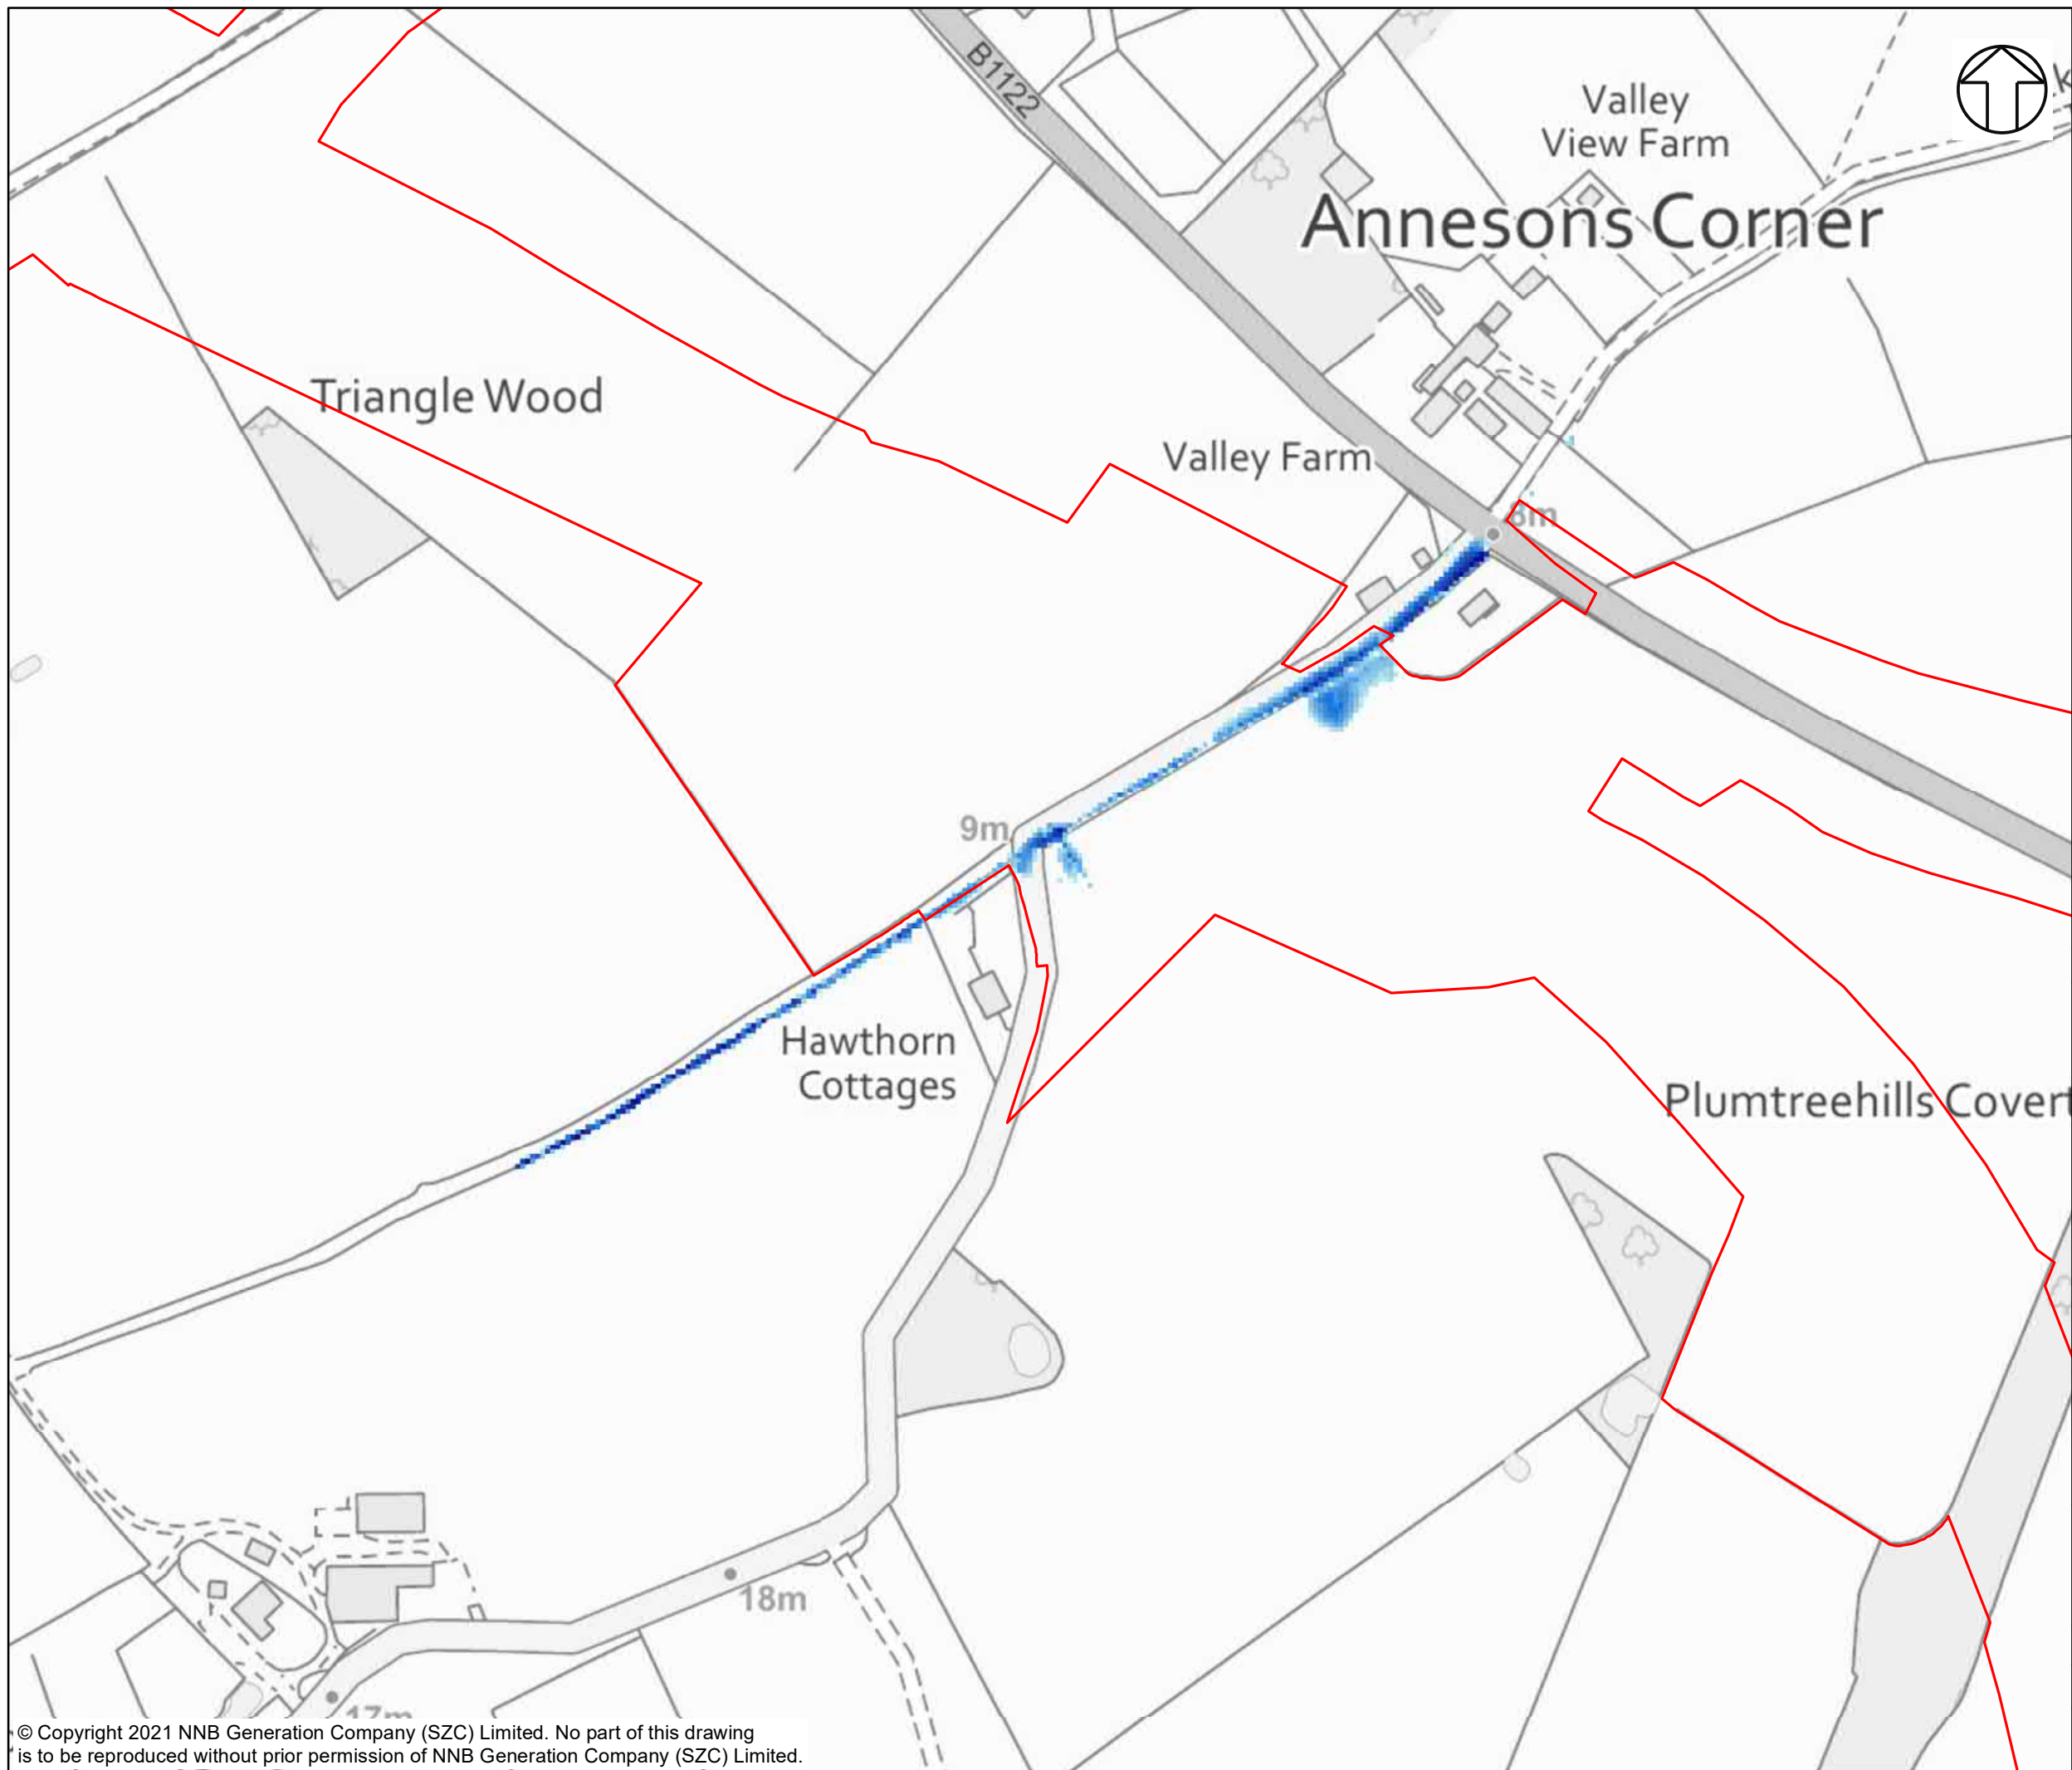 B1122
Valley
View Farm
Annesons Corner
Triangle Wood
Valley Farm
8m
9m
Hawthorn
Cottages
Plumtreehills Covert
18m
17m
© Copyright 2021 NNB Generation Company (SZC) Limited. No part of this drawing
is to be reproduced without prior permission of NNB Generation Company (SZC) Limited.